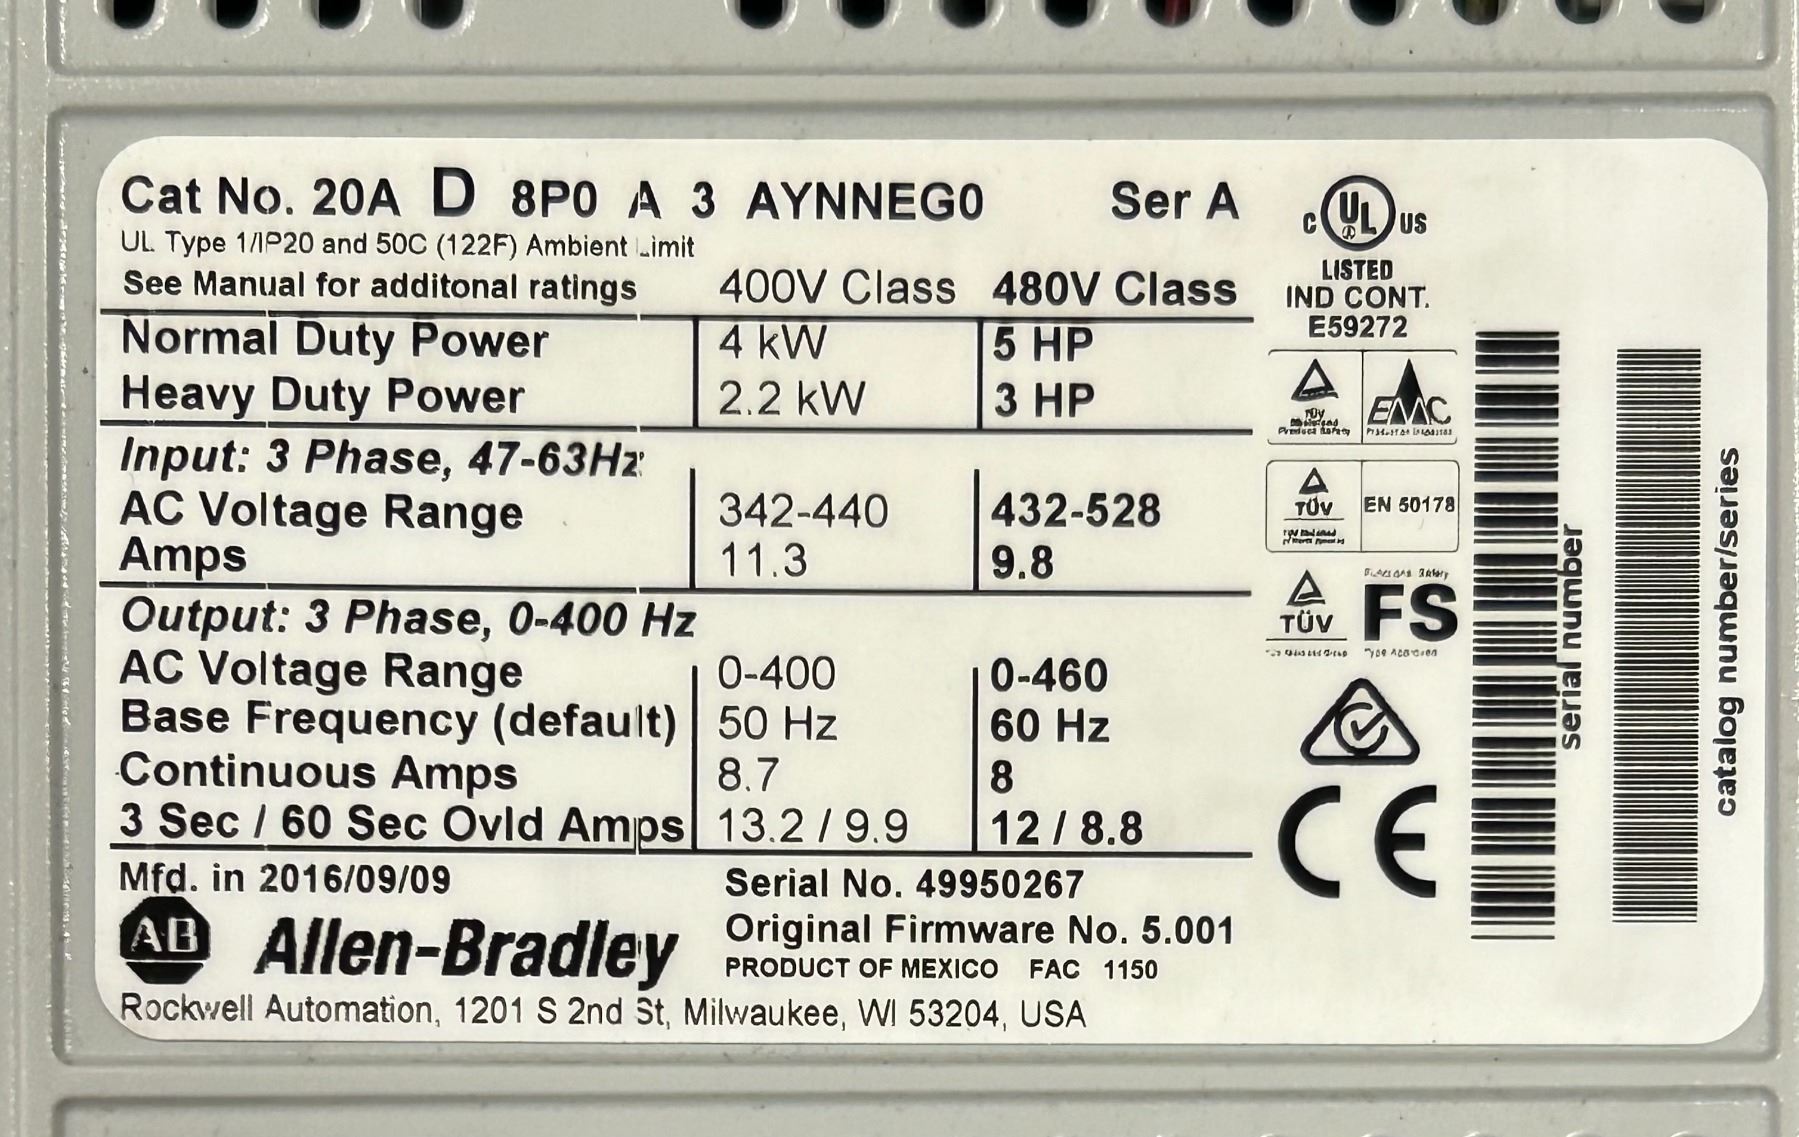 Cat No. 20A D 8P0 A 3 AYNNEG0 Ser A
UL Type 1/IP20 and 50C (122F) Ambient Limit
See Manual for additonal ratings 400V Class 480V Class
Normal Duty Power 4 kW 5 HP
Heavy Duty Power 2.2 kW 3 HP
Input: 3 Phase, 47-63Hz
AC Voltage Range 342-440 432-528
Amps 11.3 9.8
Output: 3 Phase, 0-400 Hz
AC Voltage Range 0-400 0-460
Base Frequency (default) 50 Hz 60 Hz
Continuous Amps 8.7 8
3 Sec / 60 Sec Ovld Amps 13.2 / 9.9 12 / 8.8
Mfd. in 2016/09/09 Serial No. 49950267
AB Allen-Bradley
Original Firmware No. 5.001
PRODUCT OF MEXICO FAC 1150
Rockwell Automation, 1201 S 2nd St, Milwaukee, WI 53204, USA
C UL US
LISTED
IND CONT.
E59272
EMC
TÜV EN 50178
TÜV FS
CE
serial number
catalog number/series